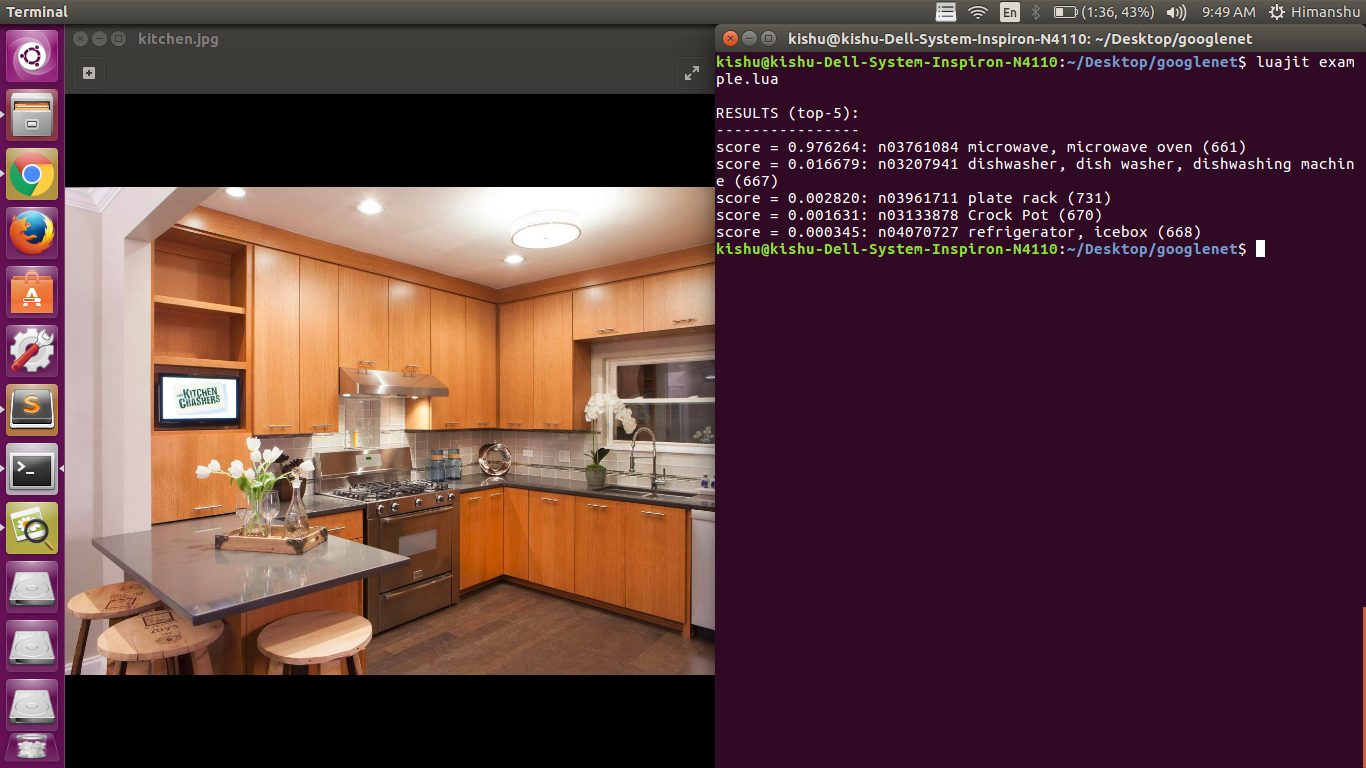 Terminal
En
(1:36, 43%)
9:49 AM
Himanshu
kitchen.jpg
KITCHEN
CRASHERS
kishu@kishu-Dell-System-Inspiron-N4110: ~/Desktop/googlenet
kishu@kishu-Dell-System-Inspiron-N4110:~/Desktop/googlenet$ luajit exam
ple.lua
RESULTS (top-5):
----------------
score = 0.976264: n03761084 microwave, microwave oven (661)
score = 0.016679: n03207941 dishwasher, dish washer, dishwashing machin
e (667)
score = 0.002820: n03961711 plate rack (731)
score = 0.001631: n03133878 Crock Pot (670)
score = 0.000345: n04070727 refrigerator, icebox (668)
kishu@kishu-Dell-System-Inspiron-N4110:~/Desktop/googlenet$